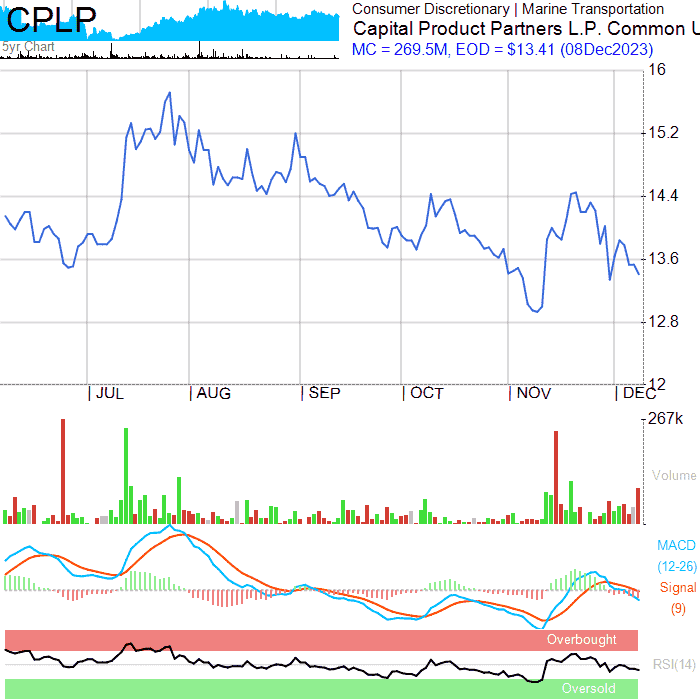 CPLP
5yr Chart
Consumer Discretionary | Marine Transportation
Capital Product Partners L.P. Common U
MC = 269.5M, EOD = $13.41 (08Dec2023)
16
15.2
14.4
13.6
12.8
12
JUL AUG SEP OCT NOV DEC
267k
Volume
MACD
(12-26)
Signal
(9)
Overbought
RSI(14)
Oversold